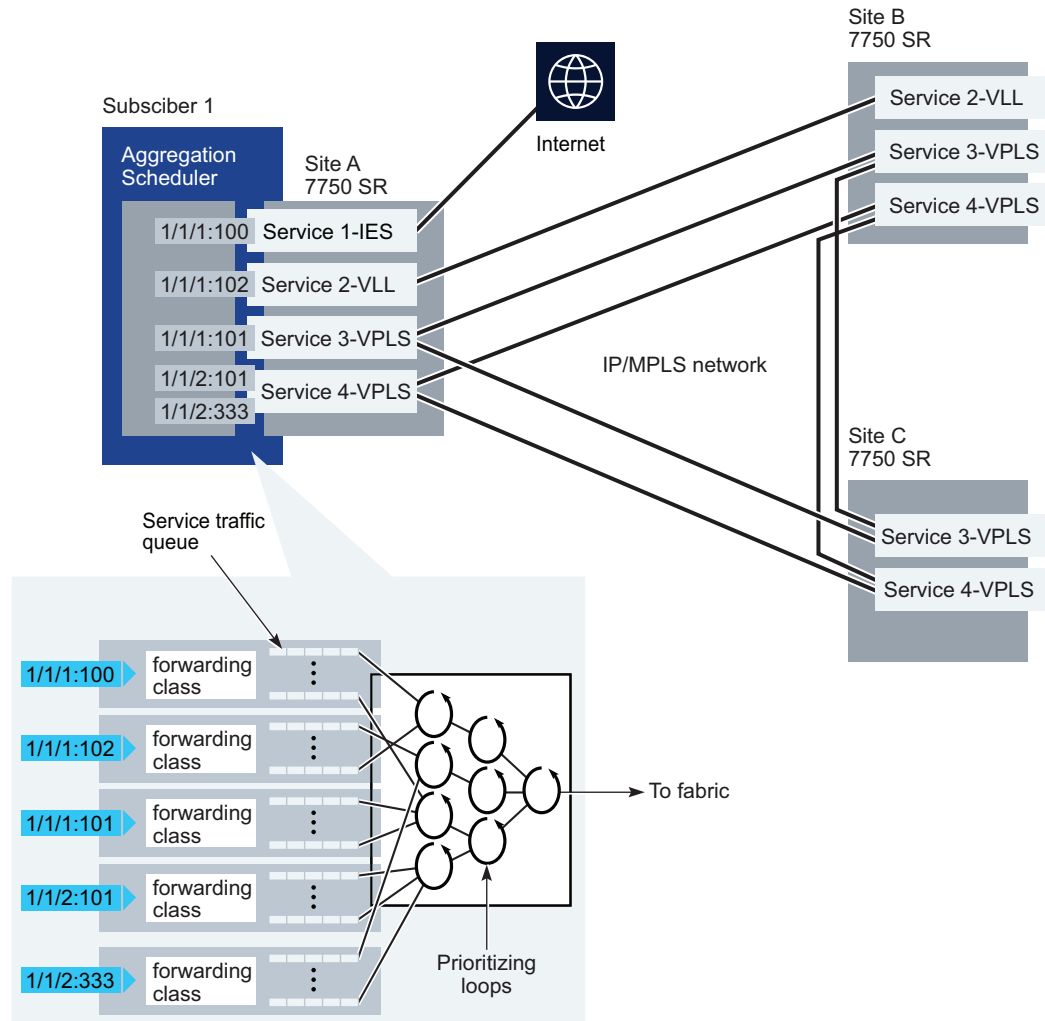 Subsciber 1
Aggregation
Scheduler
Site A
7750 SR
1/1/1:100
Service 1-IES
1/1/1:102
Service 2-VLL
1/1/1:101
Service 3-VPLS
1/1/2:101
1/1/2:333
Service 4-VPLS
Internet
Site B
7750 SR
Service 2-VLL
Service 3-VPLS
Service 4-VPLS
IP/MPLS network
Site C
7750 SR
Service 3-VPLS
Service 4-VPLS
Service traffic
queue
1/1/1:100
forwarding
class
1/1/1:102
forwarding
class
1/1/1:101
forwarding
class
1/1/2:101
forwarding
class
1/1/2:333
forwarding
class
To fabric
Prioritizing
loops